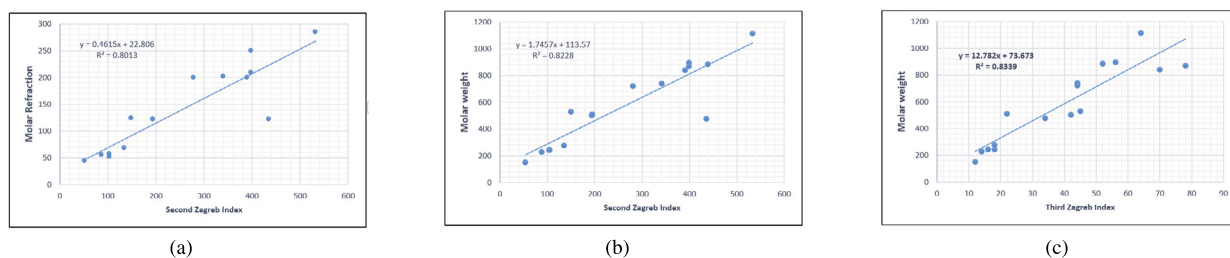 y = 0.4615x + 22.806
R² = 0.8013
Molar Refraction
300
250
200
150
100
50
0
0 100 200 300 400 500 600
Second Zagreb Index
(a)
y = 1.7457x + 113.57
R² = 0.8228
Molar weight
1200
1000
800
600
400
200
0
0 100 200 300 400 500 600
Second Zagreb Index
(b)
y = 12.782x + 73.673
R² = 0.8339
Molar weight
1200
1000
800
600
400
200
0
0 10 20 30 40 50 60 70 80 90
Third Zagreb Index
(c)